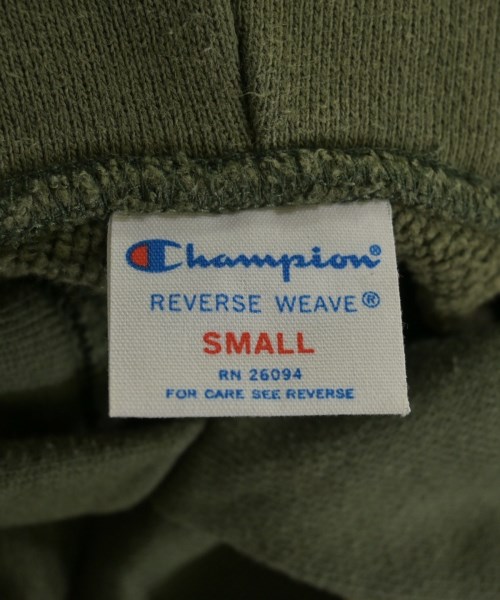 Champion®
REVERSE WEAVE®
SMALL
RN 26094
FOR CARE SEE REVERSE